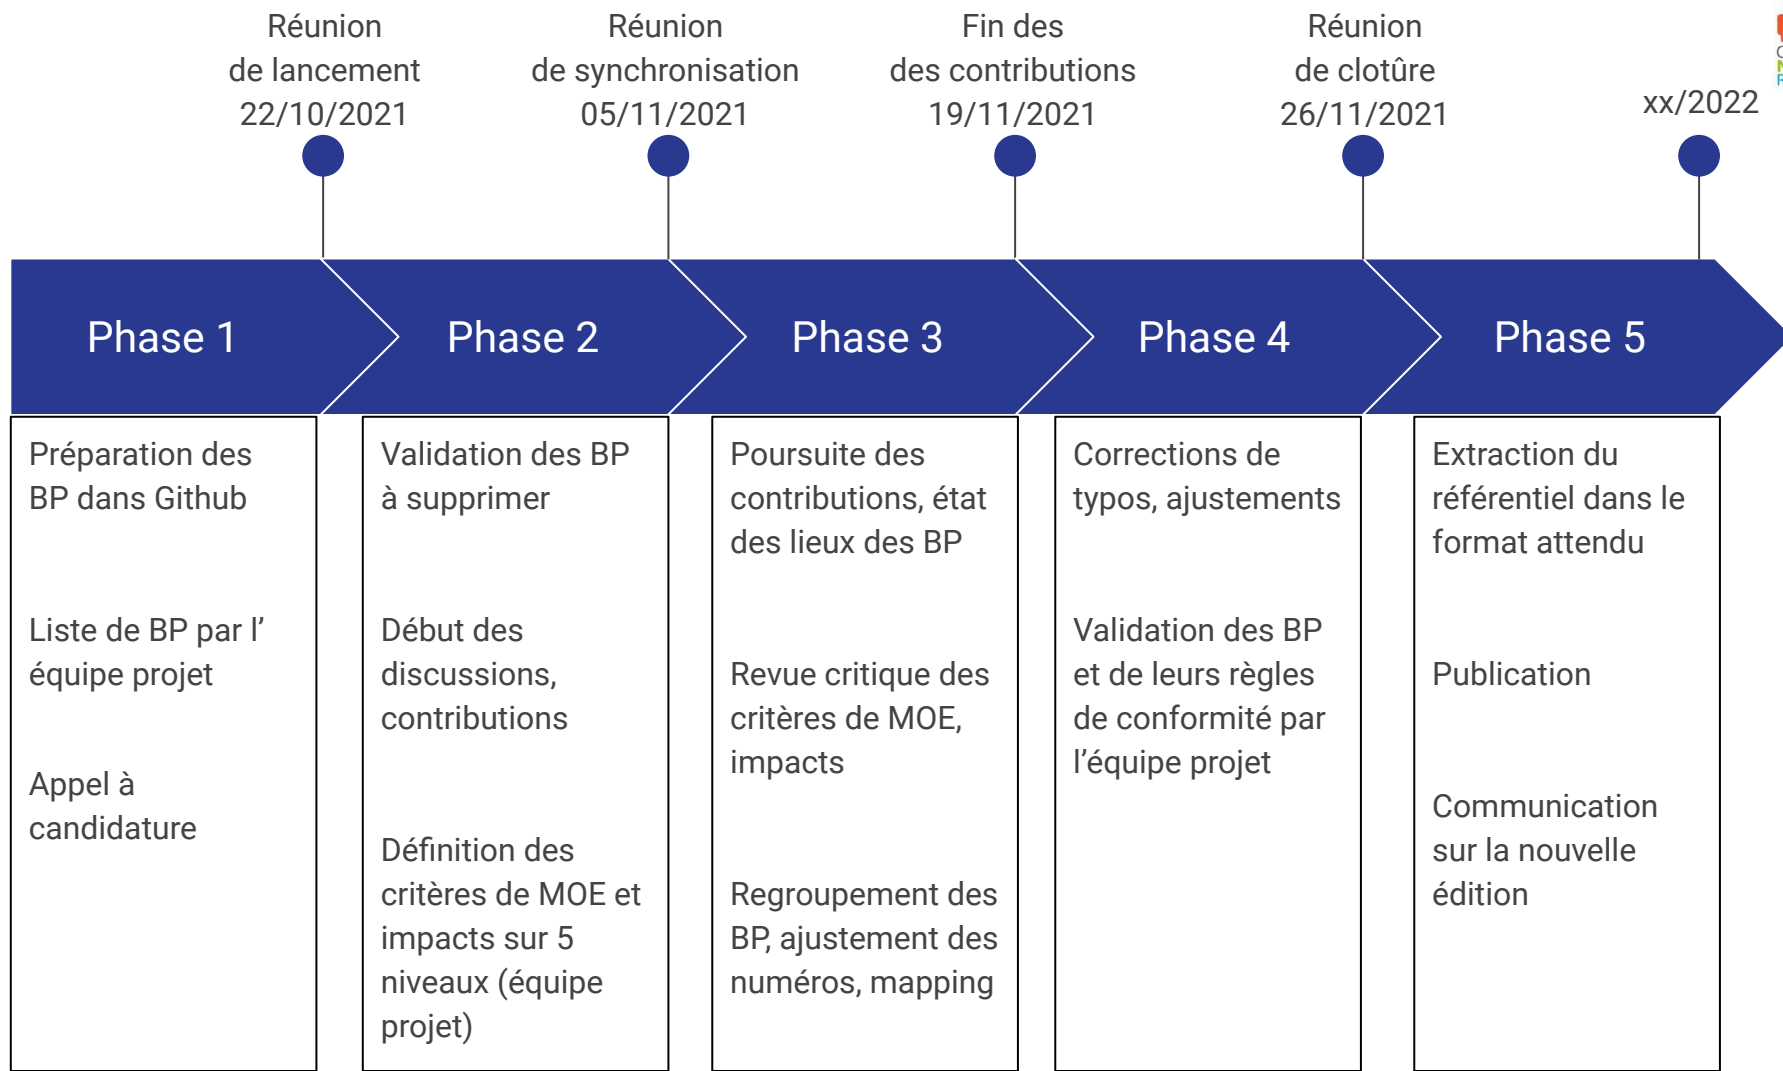 Réunion
de lancement
22/10/2021
Réunion
de synchronisation
05/11/2021
Fin des
des contributions
19/11/2021
Réunion
de clotûre
26/11/2021
xx/2022
Phase 1
Phase 2
Phase 3
Phase 4
Phase 5
Préparation des
BP dans Github
Liste de BP par l’
équipe projet
Appel à
candidature
Validation des BP
à supprimer
Début des
discussions,
contributions
Définition des
critères de MOE et
impacts sur 5
niveaux (équipe
projet)
Poursuite des
contributions, état
des lieux des BP
Revue critique des
critères de MOE,
impacts
Regroupement des
BP, ajustement des
numéros, mapping
Corrections de
typos, ajustements
Validation des BP
et de leurs règles
de conformité par
l’équipe projet
Extraction du
référentiel dans le
format attendu
Publication
Communication
sur la nouvelle
édition